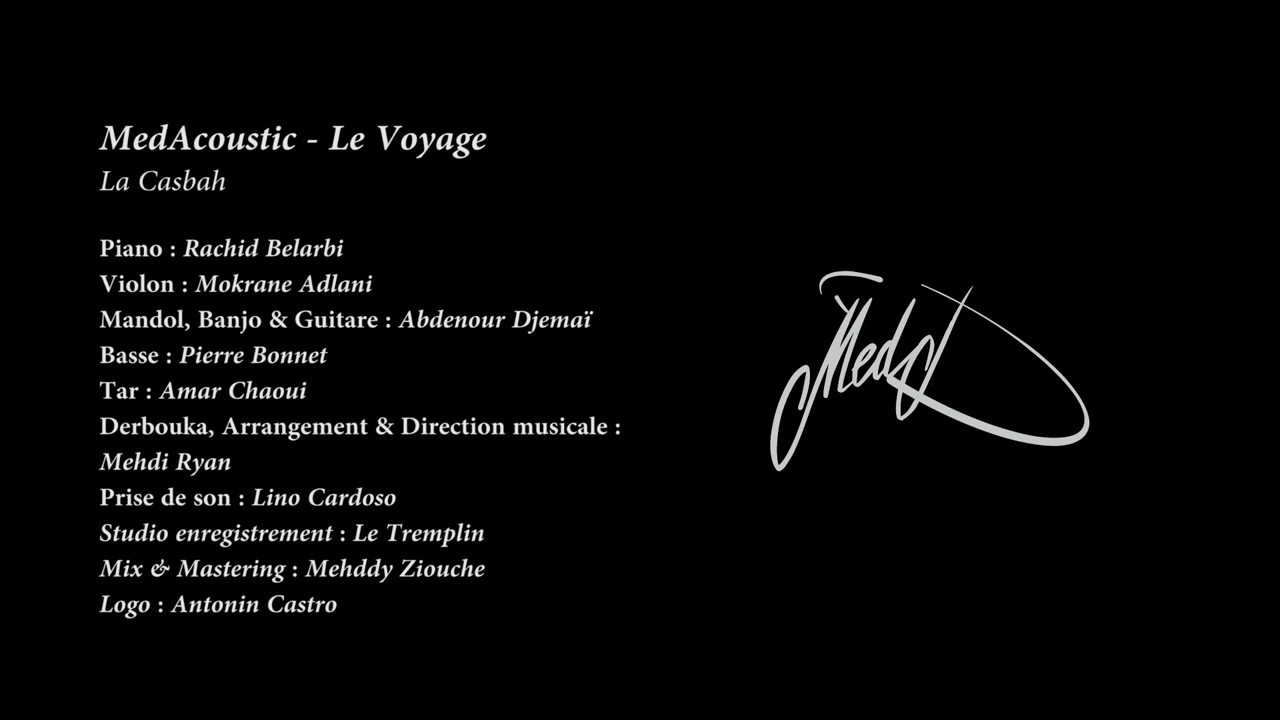 MedAcoustic - Le Voyage
La Casbah
Piano : Rachid Belarbi
Violon : Mokrane Adlani
Mandol, Banjo & Guitare : Abdenour Djemaï
Basse : Pierre Bonnet
Tar : Amar Chaoui
Derbouka, Arrangement & Direction musicale :
Mehdi Ryan
Prise de son : Lino Cardoso
Studio enregistrement : Le Tremplin
Mix & Mastering : Mehddy Ziouche
Logo : Antonin Castro